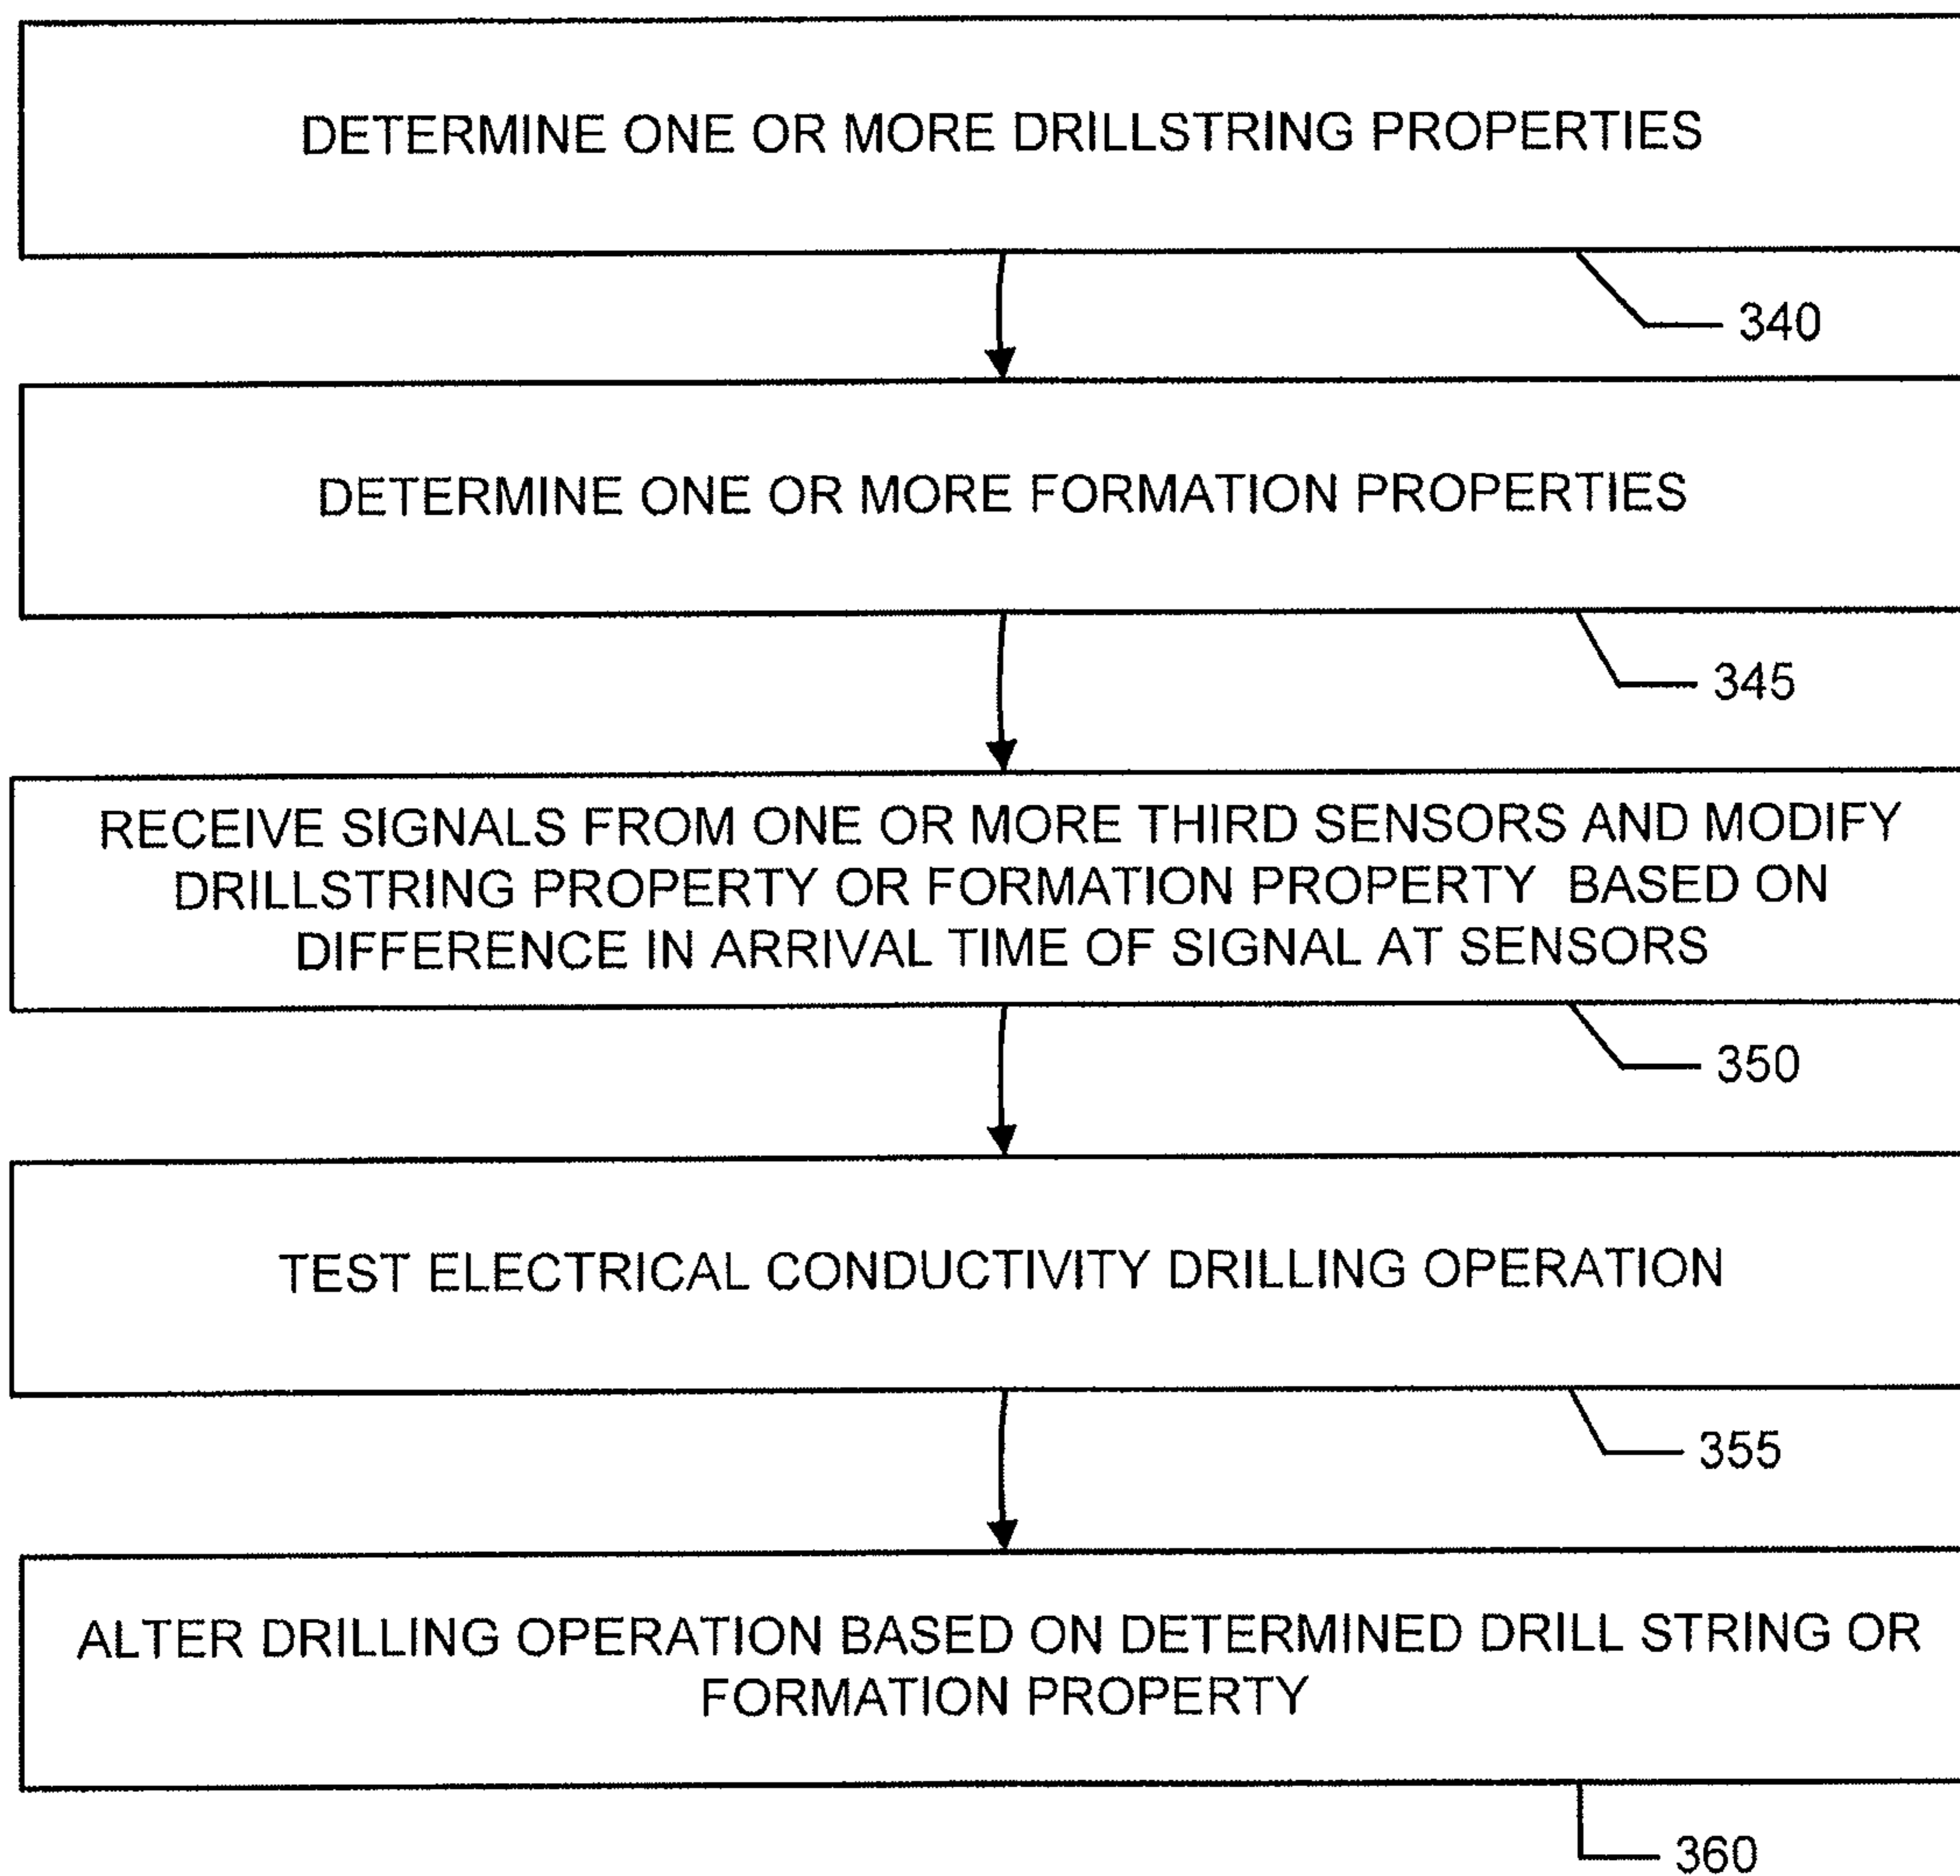 DETERMINE ONE OR MORE DRILLSTRING PROPERTIES
340
DETERMINE ONE OR MORE FORMATION PROPERTIES
345
RECEIVE SIGNALS FROM ONE OR MORE THIRD SENSORS AND MODIFY
DRILLSTRING PROPERTY OR FORMATION PROPERTY BASED ON
DIFFERENCE IN ARRIVAL TIME OF SIGNAL AT SENSORS
350
TEST ELECTRICAL CONDUCTIVITY DRILLING OPERATION
355
ALTER DRILLING OPERATION BASED ON DETERMINED DRILL STRING OR
FORMATION PROPERTY
360